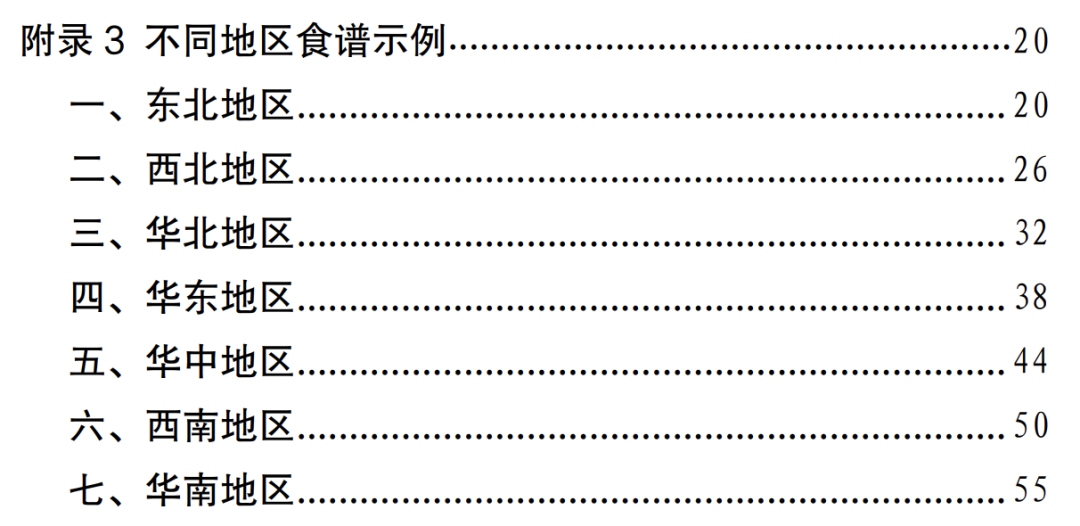 附录 3 不同地区食谱示例........................................................20
一、东北地区......................................................................20
二、西北地区......................................................................26
三、华北地区......................................................................32
四、华东地区......................................................................38
五、华中地区......................................................................44
六、西南地区......................................................................50
七、华南地区......................................................................55